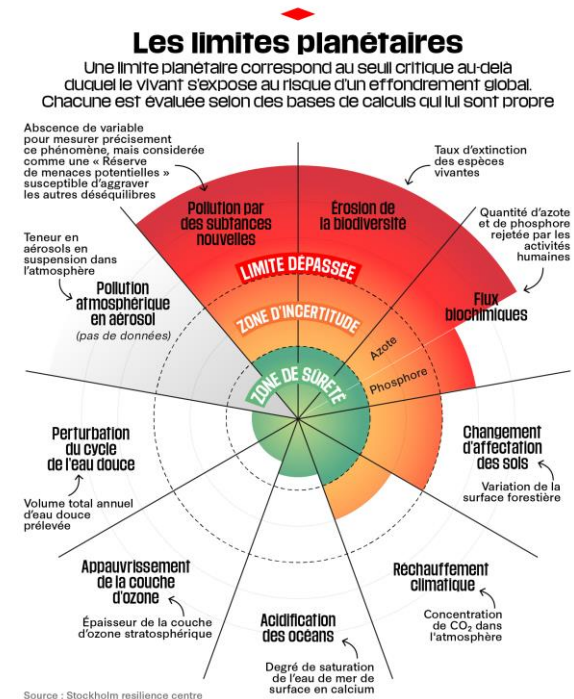 Les limites planétaires
Une limite planétaire correspond au seuil critique au-delà
duquel le vivant s'expose au risque d'un effondrement global.
Chacune est évaluée selon des bases de calculs qui lui sont propre
Abscence de variable
pour mesurer précisement
ce phénomène, mais considérée
comme une « Réserve
de menaces potentielles »
susceptible d'aggraver
les autres déséquilibres
Taux d'extinction
des espèces
vivantes
Pollution par
des subtances
nouvelles
Érosion de
la biodiversité
Quantité d'azote
et de phosphore
rejetée par les
activités
humaines
Teneur en
aérosols en
suspension dans
l'atmosphère
Pollution
atmosphérique
en aérosol
(pas de données)
LIMITE DÉPASSÉE
ZONE D'INCERTITUDE
ZONE DE SÛRETÉ
Flux
biochimiques
Azote
Phosphore
Perturbation
du cycle
de l'eau douce
Volume total annuel
d'eau douce
prélevée
Changement
d'affectation
des sols
Variation de la
surface forestière
Appauvrissement
de la couche
d'ozone
Épaisseur de la couche
d'ozone stratosphérique
Réchauffement
climatique
Concentration
de CO₂ dans
l'atmosphère
Acidification
des océans
Degré de saturation
de l'eau de mer de
surface en calcium
Source : Stockholm resilience centre